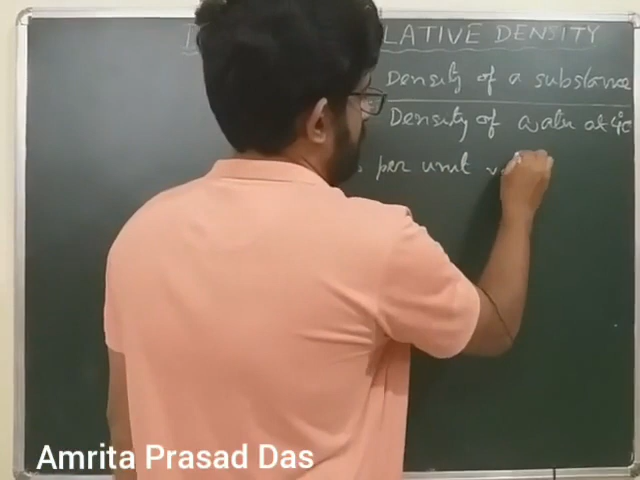 LATIVE DENSITY
Density of a substance
Density of water at 4°c
per unit
Amrita Prasad Das